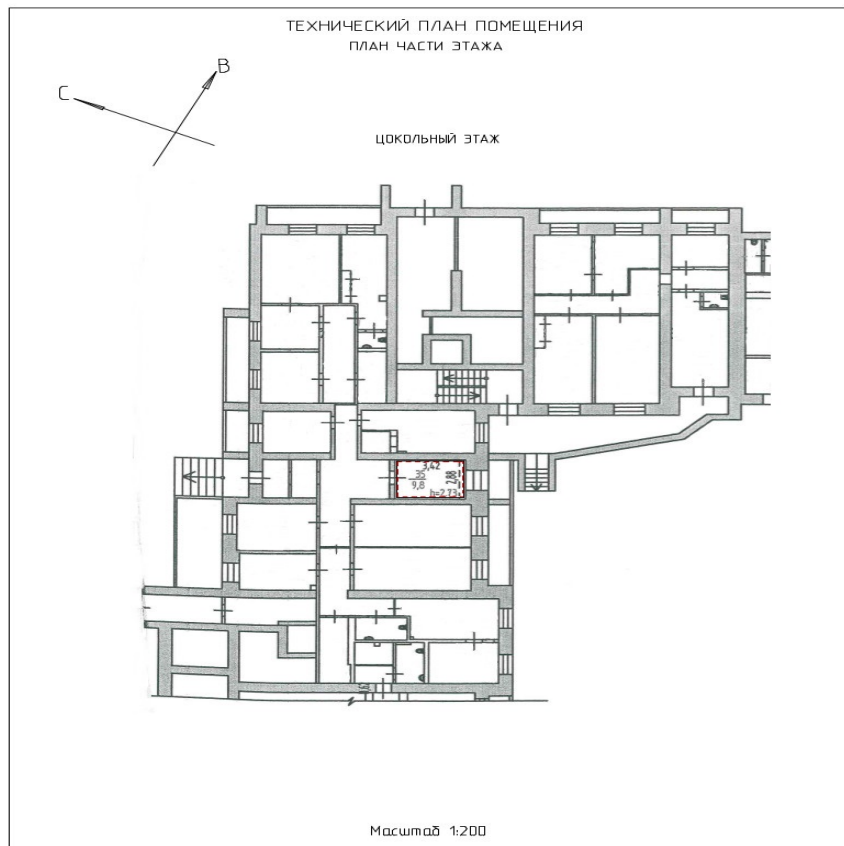 ТЕХНИЧЕСКИЙ ПЛАН ПОМЕЩЕНИЯ
ПЛАН ЧАСТИ ЭТАЖА
В
С
ЦОКОЛЬНЫЙ ЭТАЖ
3,42
35
9,8
2,88
h=2,73
Масштаб 1:200